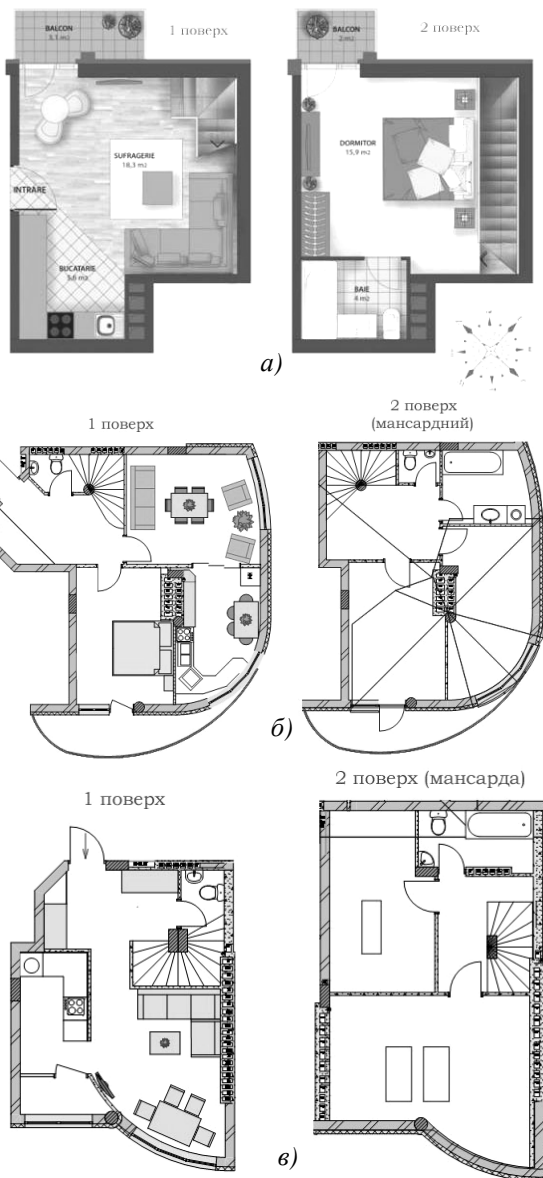 BALCON
5,1 m2
1 поверх
BALCON
2 m2
2 поверх
SUFRAGERIE
18,3 m2
INTRARE
BUCATARIE
5,6 m2
DORMITOR
15,9 m2
BAIE
4 m2
а)
1 поверх
2 поверх
(мансардний)
б)
1 поверх
2 поверх (мансарда)
в)